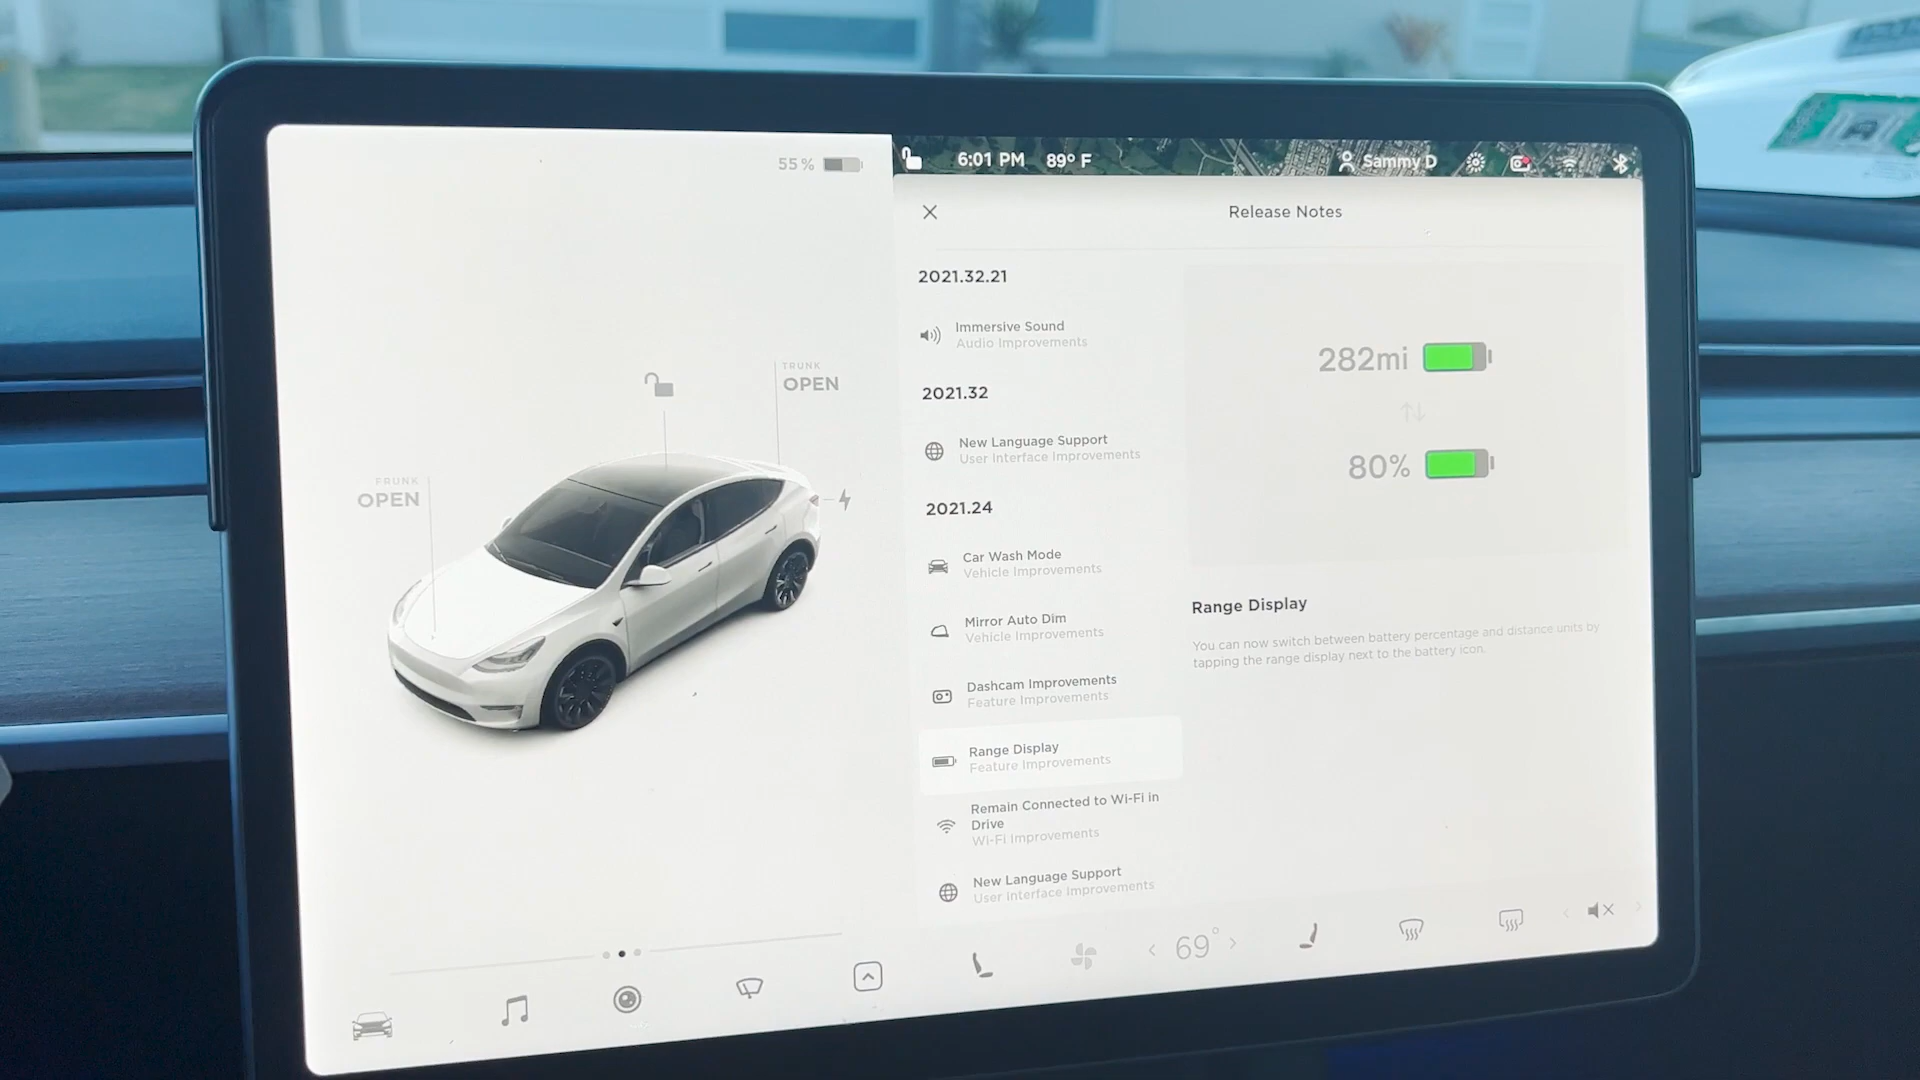 55 %
6:01 PM
89° F
Sammy D
Release Notes
FRUNK
OPEN
TRUNK
OPEN
2021.32.21
Immersive Sound
Audio Improvements
2021.32
New Language Support
User Interface Improvements
2021.24
Car Wash Mode
Vehicle Improvements
Mirror Auto Dim
Vehicle Improvements
Dashcam Improvements
Feature Improvements
Range Display
Feature Improvements
Remain Connected to Wi-Fi in
Drive
Wi-Fi Improvements
New Language Support
User Interface Improvements
282mi
80%
Range Display
You can now switch between battery percentage and distance units by
tapping the range display next to the battery icon.
69°